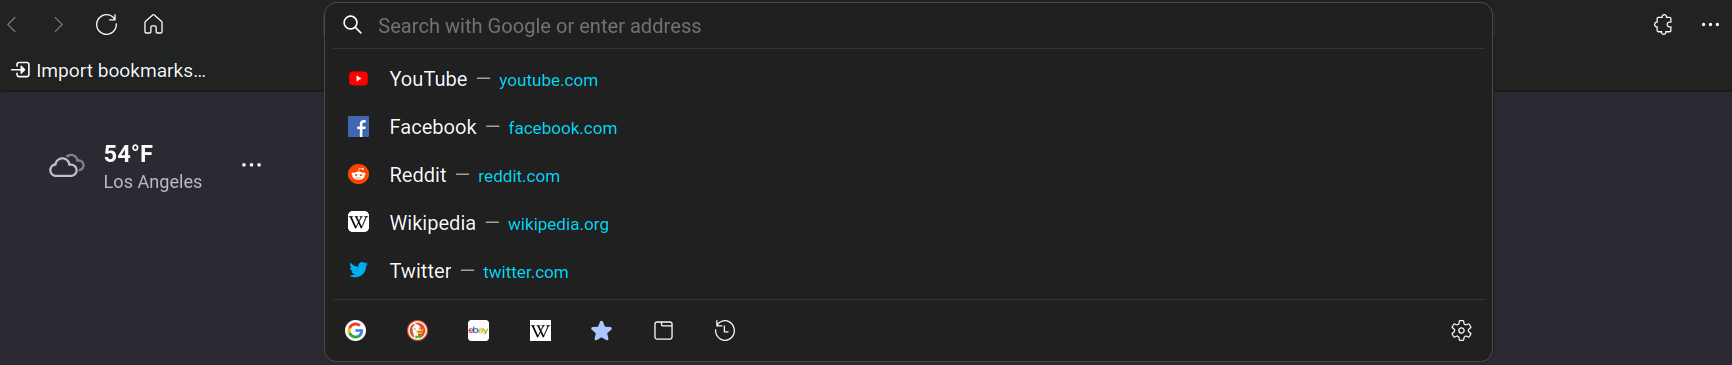 Search with Google or enter address
Import bookmarks...
YouTube — youtube.com
Facebook — facebook.com
54°F
Los Angeles
Reddit — reddit.com
Wikipedia — wikipedia.org
Twitter — twitter.com
ebay
W